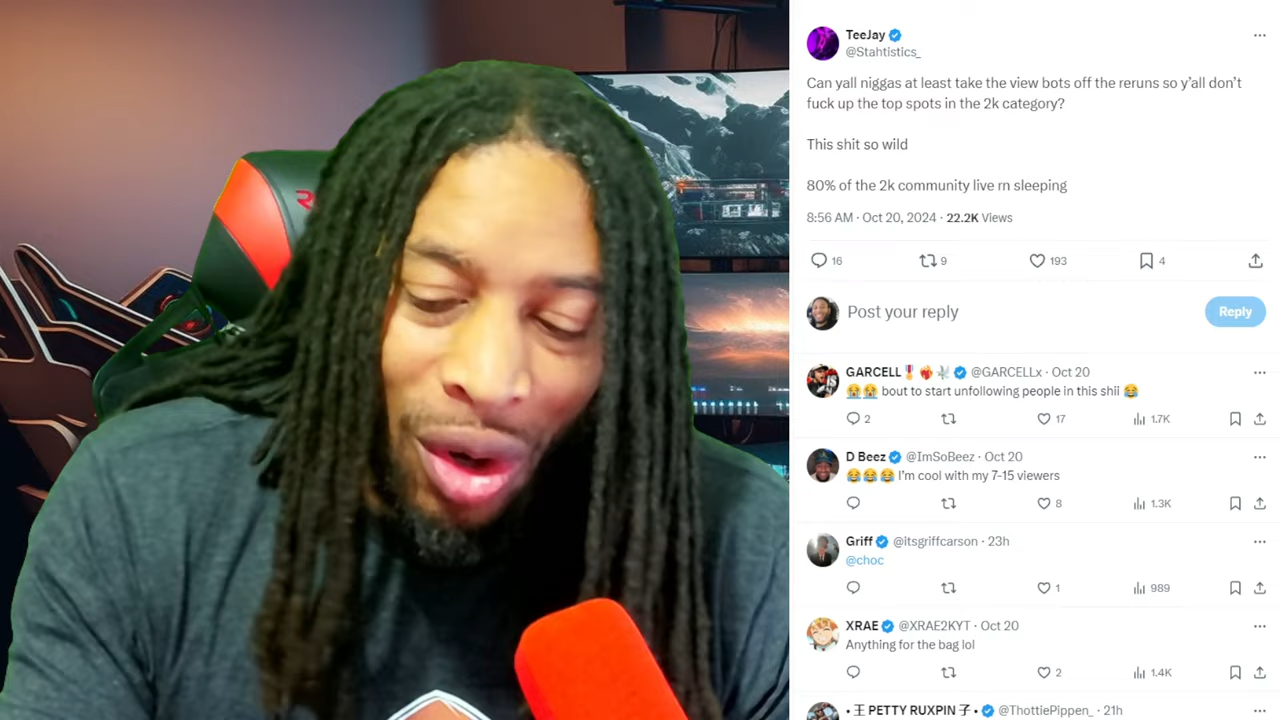 TeeJay
@Stahtistics_
Can yall niggas at least take the view bots off the reruns so y’all don’t
fuck up the top spots in the 2k category?
This shit so wild
80% of the 2k community live rn sleeping
8:56 AM · Oct 20, 2024 · 22.2K Views
16 9 193 4
Post your reply
Reply
GARCELL🎖️❤️‍🔥🕊️ @GARCELLx · Oct 20
😭😭 bout to start unfollowing people in this shii 😂
2 17 1.7K
D Beez @ImSoBeez · Oct 20
😂😂😂 I’m cool with my 7-15 viewers
8 1.3K
Griff @itsgriffcarson · 23h
@choc
1 989
XRAE @XRAE2KYT · Oct 20
Anything for the bag lol
2 1.4K
• 王 PETTY RUXPIN 子 • @ThottiePippen_ · 21h